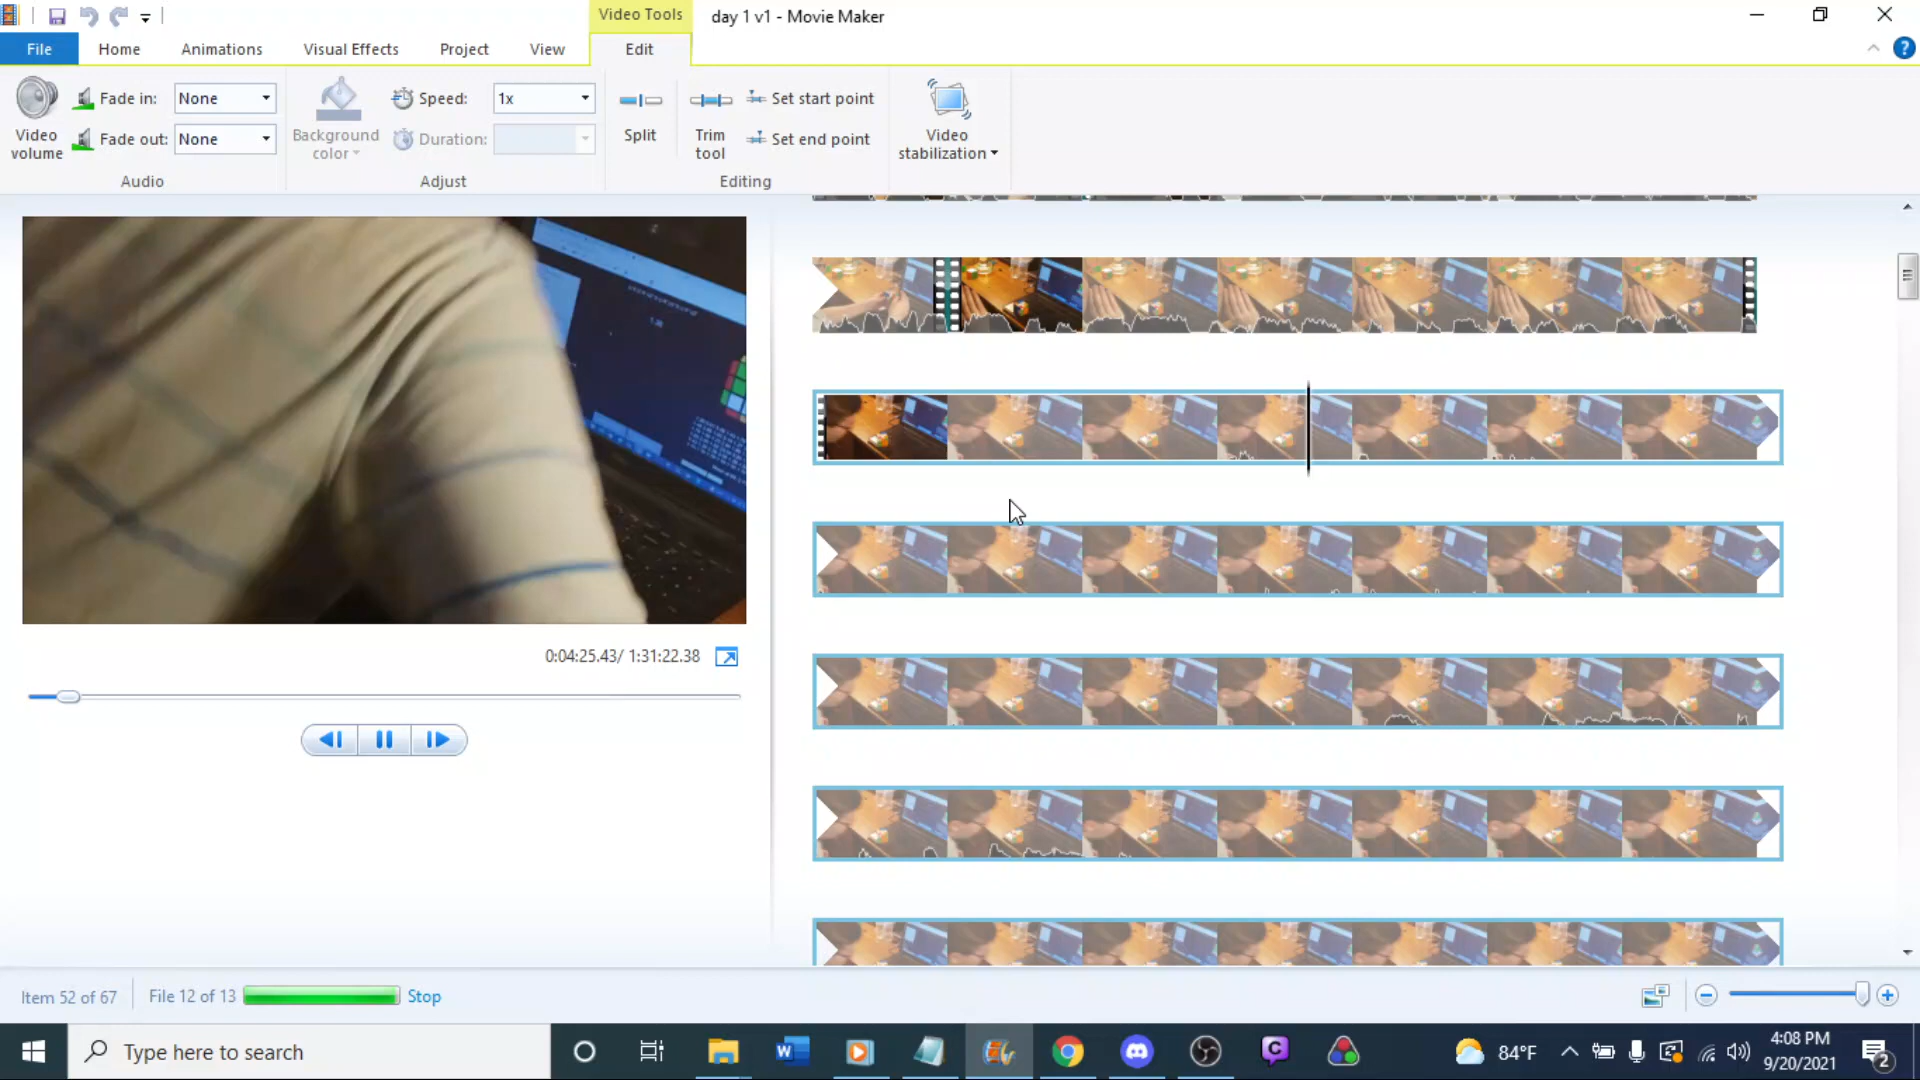 Video Tools
day 1 v1 - Movie Maker
File
Home
Animations
Visual Effects
Project
View
Edit
Video volume
Fade in:
None
Fade out:
None
Audio
Background color
Speed:
1x
Duration:
Adjust
Split
Trim tool
Set start point
Set end point
Editing
Video stabilization
0:04:25.43/ 1:31:22.38
Item 52 of 67
File 12 of 13
Stop
Type here to search
84°F
4:08 PM
9/20/2021
2